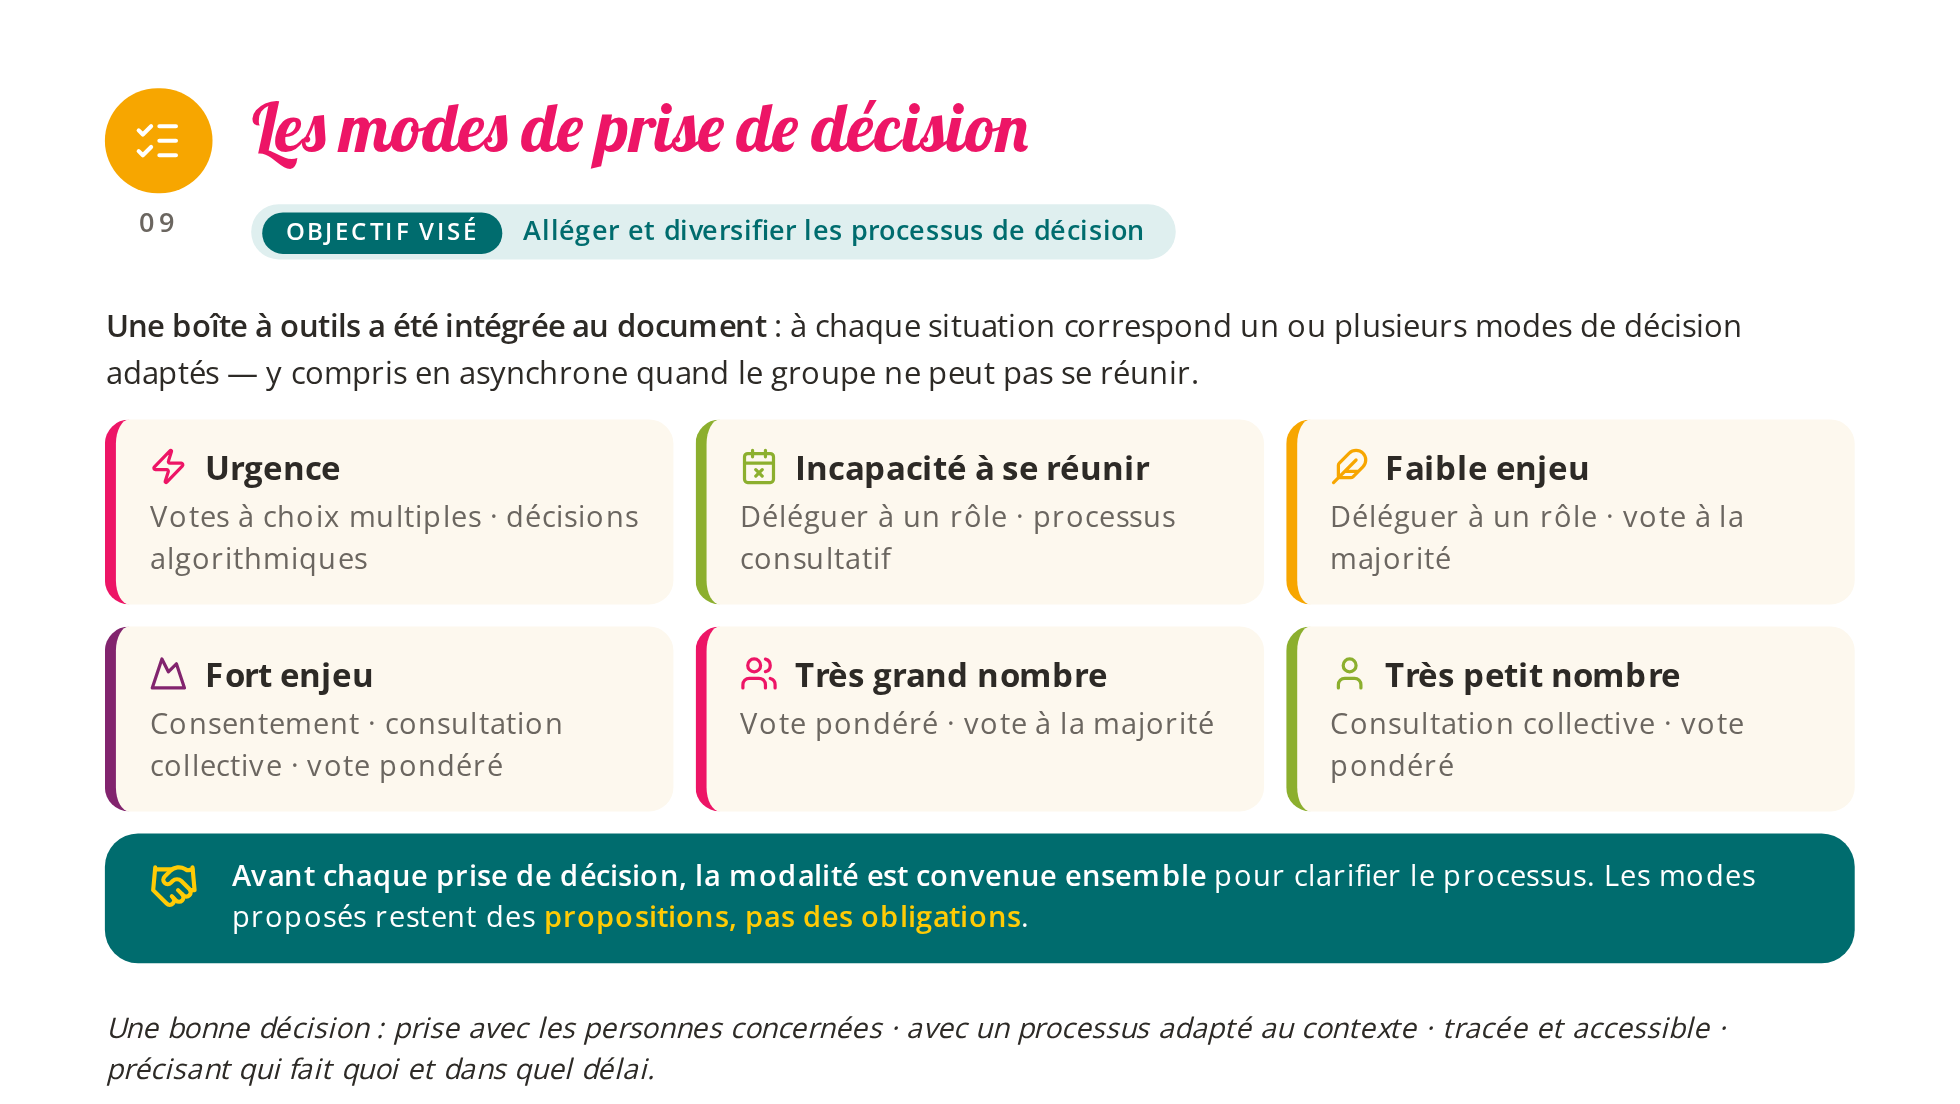 Les modes de prise de décision
09
OBJECTIF VISÉ Alléger et diversifier les processus de décision
Une boîte à outils a été intégrée au document : à chaque situation correspond un ou plusieurs modes de décision
adaptés — y compris en asynchrone quand le groupe ne peut pas se réunir.
Urgence
Votes à choix multiples · décisions
algorithmiques
Incapacité à se réunir
Déléguer à un rôle · processus
consultatif
Faible enjeu
Déléguer à un rôle · vote à la
majorité
Fort enjeu
Consentement · consultation
collective · vote pondéré
Très grand nombre
Vote pondéré · vote à la majorité
Très petit nombre
Consultation collective · vote
pondéré
Avant chaque prise de décision, la modalité est convenue ensemble pour clarifier le processus. Les modes
proposés restent des propositions, pas des obligations.
Une bonne décision : prise avec les personnes concernées · avec un processus adapté au contexte · tracée et accessible ·
précisant qui fait quoi et dans quel délai.